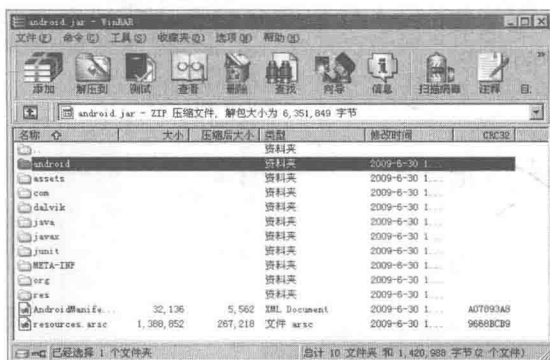 android.jar - WinRAR
文件(F) 命令(C) 工具(S) 收藏夹(O) 选项(N) 帮助(H)
添加 解压到 测试 查看 删除 查找 向导 信息 扫描病毒 注释 自
android.jar - ZIP 压缩文件, 解包大小为 6,351,849 字节
名称 大小 压缩后大小 类型 修改时间 CRC32
.. 资料夹
android 资料夹 2009-6-30 1...
assets 资料夹 2009-6-30 1...
com 资料夹 2009-6-30 1...
dalvik 资料夹 2009-6-30 1...
java 资料夹 2009-6-30 1...
javax 资料夹 2009-6-30 1...
junit 资料夹 2009-6-30 1...
META-INF 资料夹 2009-6-30 1...
org 资料夹 2009-6-30 1...
res 资料夹 2009-6-30 1...
AndroidManife... 32,136 5,562 XML Document 2009-6-30 1... A07893A8
resources.arsc 1,388,852 267,218 文件 arsc 2009-6-30 1... 9668BCB9
已经选择 1 个文件夹 总计 10 文件夹 和 1,420,988 字节(2 个文件)